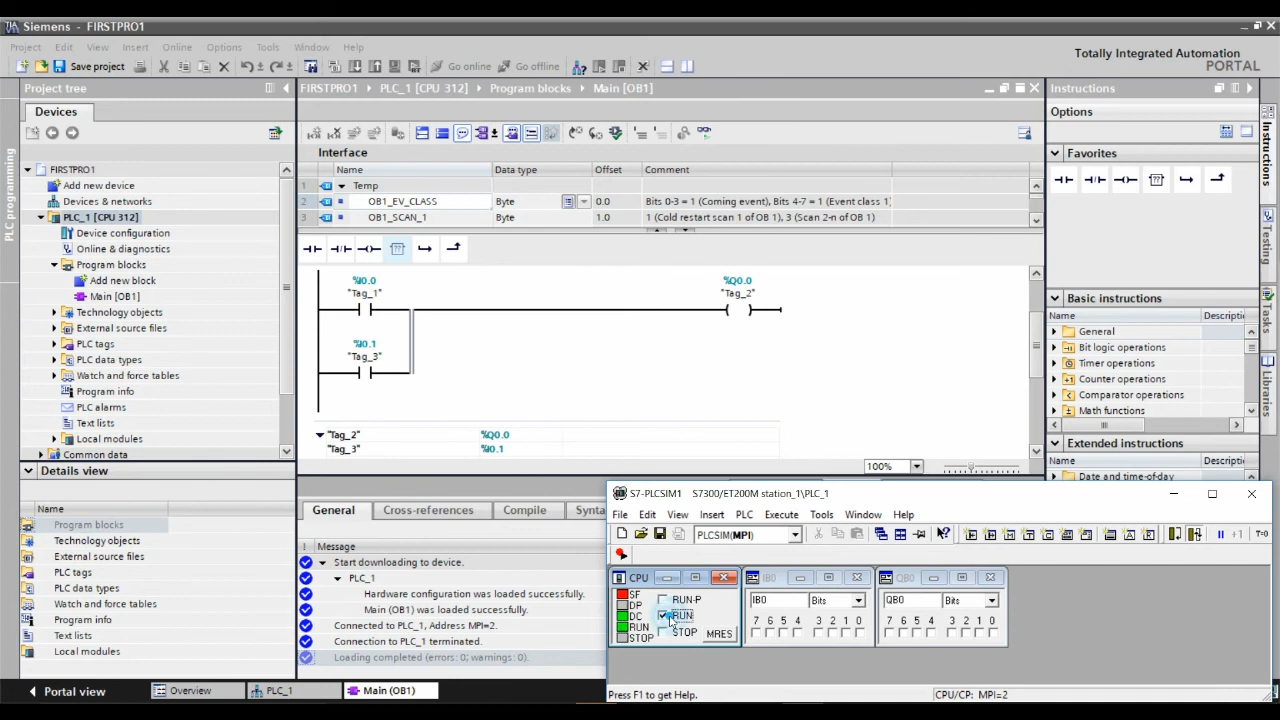 Siemens - FIRSTPRO1
Project Edit View Insert Online Options Tools Window Help
Totally Integrated Automation
PORTAL
Save project Go online Go offline
Project tree
FIRSTPRO1 PLC_1 [CPU 312] Program blocks Main [OB1]
Instructions
Devices
Options
PLC programming
FIRSTPRO1
Add new device
Devices & networks
PLC_1 [CPU 312]
Device configuration
Online & diagnostics
Program blocks
Add new block
Main [OB1]
Technology objects
External source files
PLC tags
PLC data types
Watch and force tables
Program info
PLC alarms
Text lists
Local modules
Common data
Details view
Name
Program blocks
Technology objects
External source files
PLC tags
PLC data types
Watch and force tables
Program info
Text lists
Local modules
Interface
Name Data type Offset Comment
1 Temp
2 OB1_EV_CLASS Byte 0.0 Bits 0-3 = 1 (Coming event), Bits 4-7 = 1 (Event class 1)
3 OB1_SCAN_1 Byte 1.0 1 (Cold restart scan 1 of OB 1), 3 (Scan 2-n of OB 1)
??
%I0.0 %Q0.0
"Tag_1" "Tag_2"
%I0.1
"Tag_3"
"Tag_2" %Q0.0
"Tag_3" %I0.1
100%
Favorites
??
Basic instructions
Name Descripti
General
Bit logic operations
Timer operations
Counter operations
Comparator operations
Math functions
Extended instructions
Name Descripti
Date and time-of-day
Instructions
Testing
Tasks
Libraries
General Cross-references Compile Synta
! Message
Start downloading to device.
PLC_1
Hardware configuration was loaded successfully.
Main (OB1) was loaded successfully.
Connected to PLC_1, Address MPI=2.
Connection to PLC_1 terminated.
Loading completed (errors: 0; warnings: 0).
S7-PLCSIM1 S7300/ET200M station_1\PLC_1
File Edit View Insert PLC Execute Tools Window Help
PLCSIM(MPI) +1 T=0
CPU IB0 QB0
SF
DP
DC
RUN
STOP
RUN-P
RUN
STOP MRES
IB0 Bits
7 6 5 4 3 2 1 0
QB0 Bits
7 6 5 4 3 2 1 0
Press F1 to get Help. CPU/CP: MPI=2
Portal view Overview PLC_1 Main (OB1)